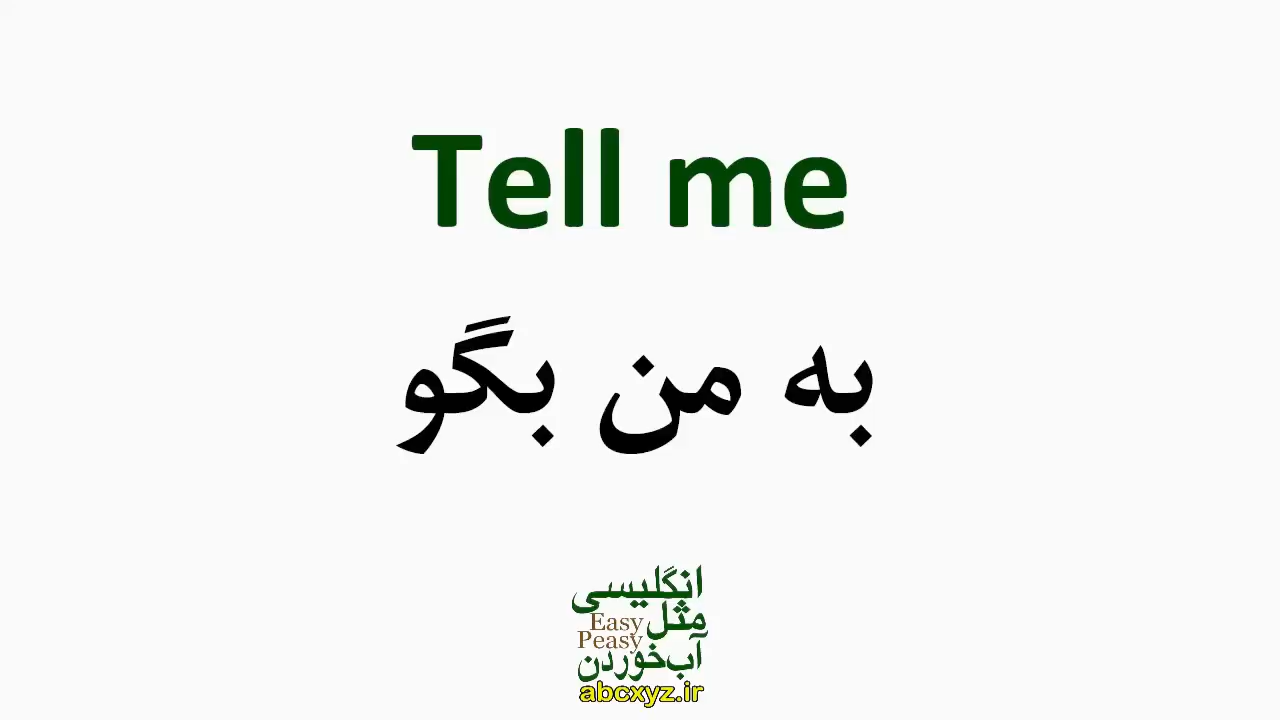 Tell me
به من بگو
انگلیسی
مثل
Easy
Peasy
آب‌خوردن
abcxyz.ir